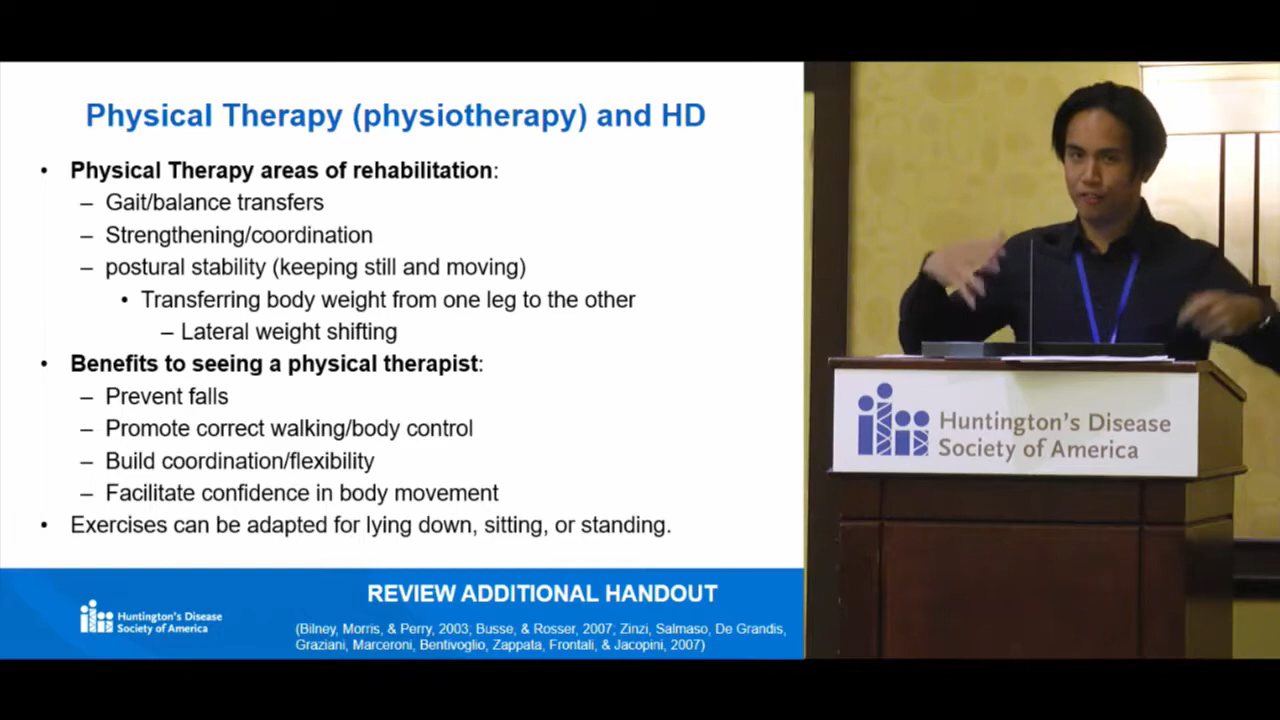 Physical Therapy (physiotherapy) and HD
• Physical Therapy areas of rehabilitation:
– Gait/balance transfers
– Strengthening/coordination
– postural stability (keeping still and moving)
• Transferring body weight from one leg to the other
– Lateral weight shifting
• Benefits to seeing a physical therapist:
– Prevent falls
– Promote correct walking/body control
– Build coordination/flexibility
– Facilitate confidence in body movement
• Exercises can be adapted for lying down, sitting, or standing.
REVIEW ADDITIONAL HANDOUT
(Bilney, Morris, & Perry, 2003; Busse, & Rosser, 2007; Zinzi, Salmaso, De Grandis,
Graziani, Marceroni, Bentivoglio, Zappata, Frontali, & Jacopini, 2007)
Huntington's Disease
Society of America
Huntington's Disease
Society of America